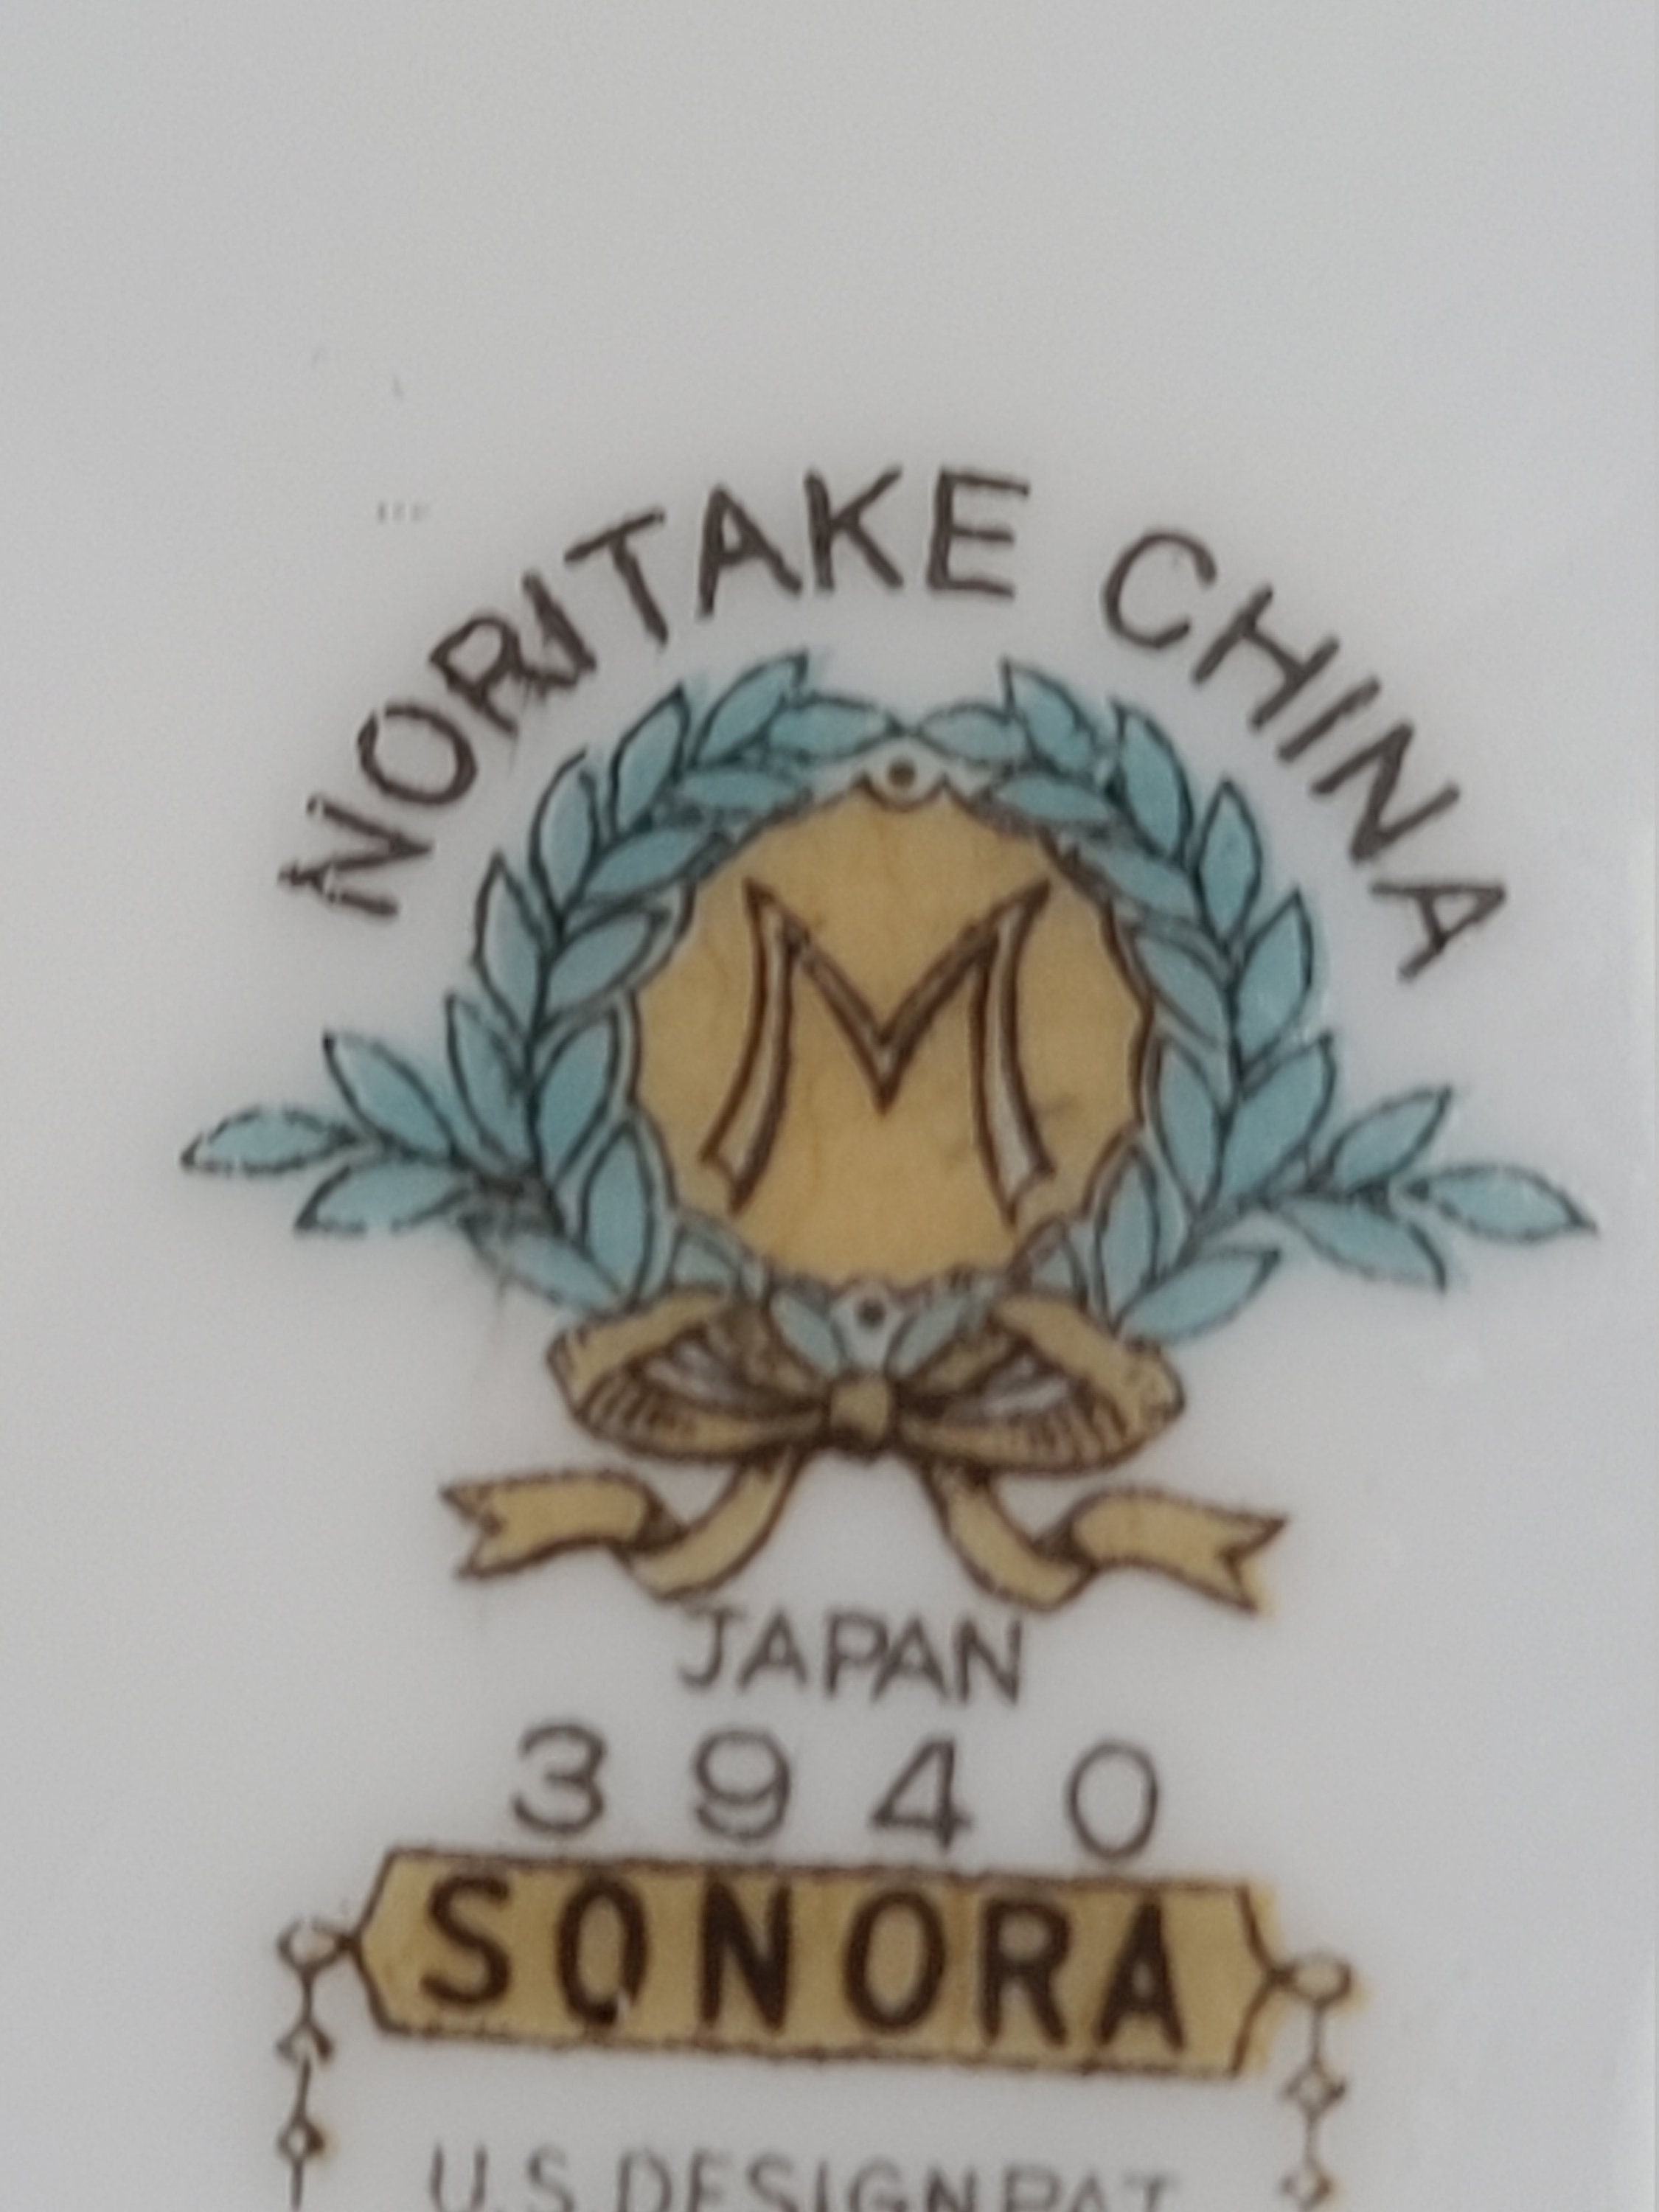 NORITAKE CHINA
M
JAPAN
3940
SONORA
U.S.DESIGN PAT.